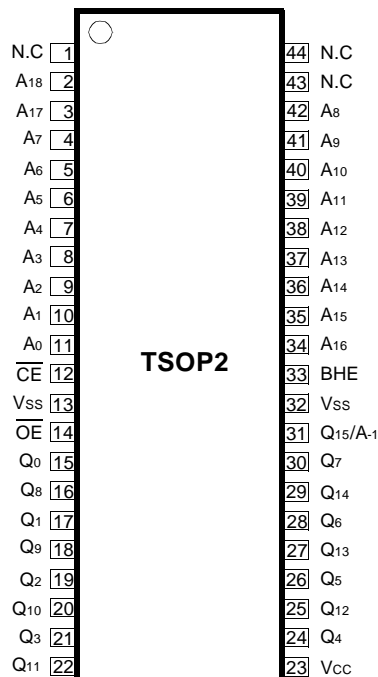 N.C 1 44 N.C
A18 2 43 N.C
A17 3 42 A8
A7 4 41 A9
A6 5 40 A10
A5 6 39 A11
A4 7 38 A12
A3 8 37 A13
A2 9 36 A14
A1 10 35 A15
A0 11 34 A16
TSOP2
CE 12 33 BHE
VSS 13 32 VSS
OE 14 31 Q15/A-1
Q0 15 30 Q7
Q8 16 29 Q14
Q1 17 28 Q6
Q9 18 27 Q13
Q2 19 26 Q5
Q10 20 25 Q12
Q3 21 24 Q4
Q11 22 23 VCC